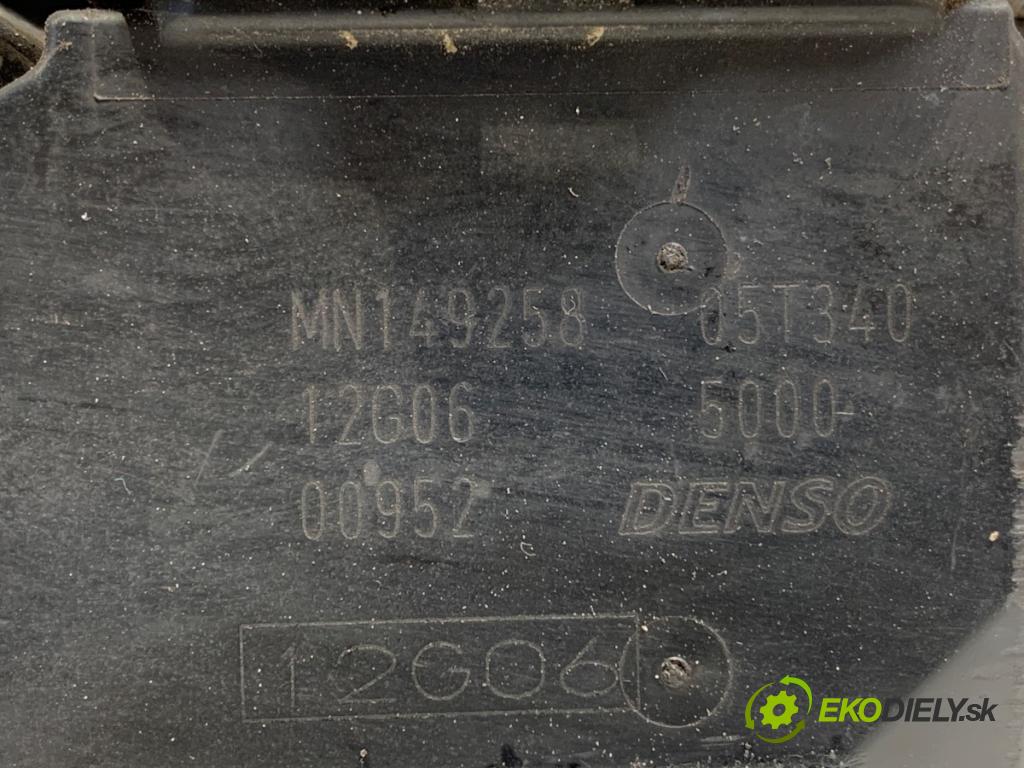 MN149258 05T340
12G06 5000-
00952 DENSO
12G06
EKODIELY.sk